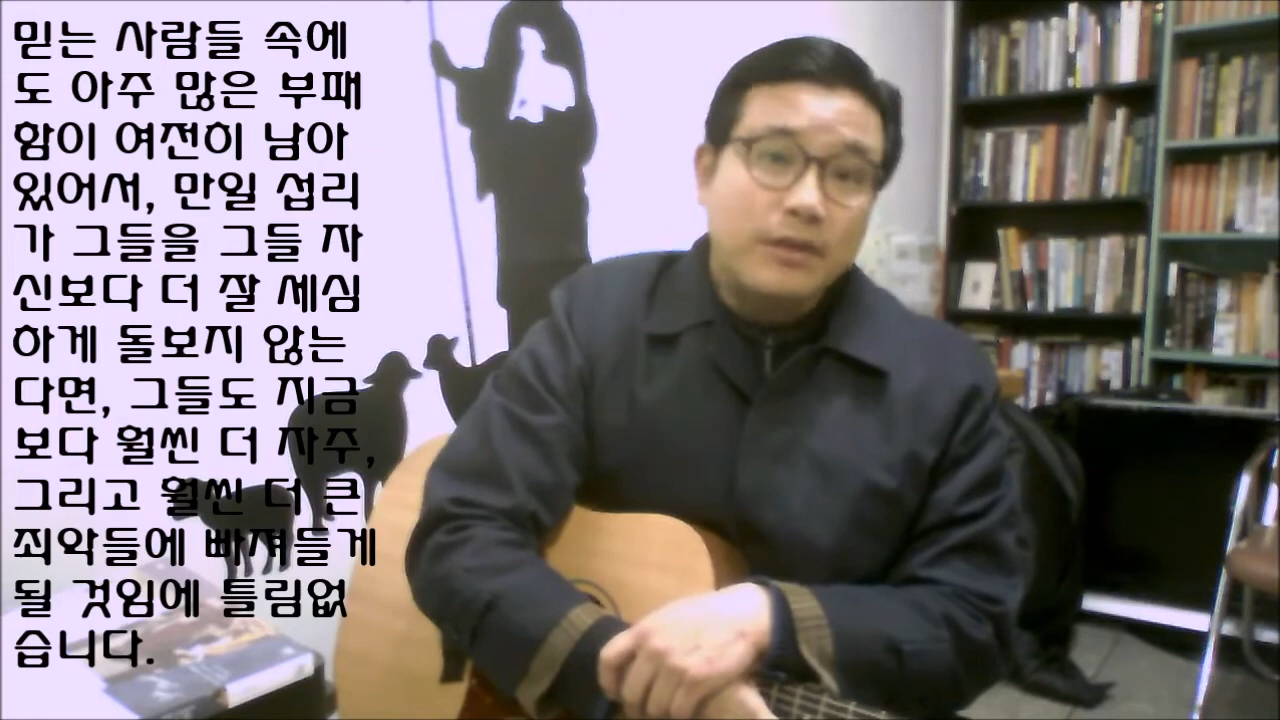 믿는 사람들 속에
도 아주 많은 부패
함이 여전히 남아
있어서, 만일 섭리
가 그들을 그들 자
신보다 더 잘 세심
하게 돌보지 않는
다면, 그들도 지금
보다 훨씬 더 자주,
그리고 훨씬 더 큰
죄악들에 빠져들게
될 것임에 틀림없
습니다.